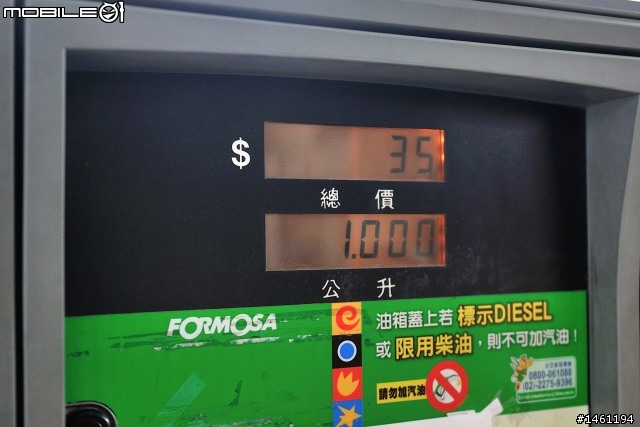 MOBILE01
$ 35
總 價
1.000
公 升
FORMOSA
油箱蓋上若 標示DIESEL
或 限用柴油，則不可加汽油！
請勿加汽油
0800-061088
(02)-2275-8396
#1461194